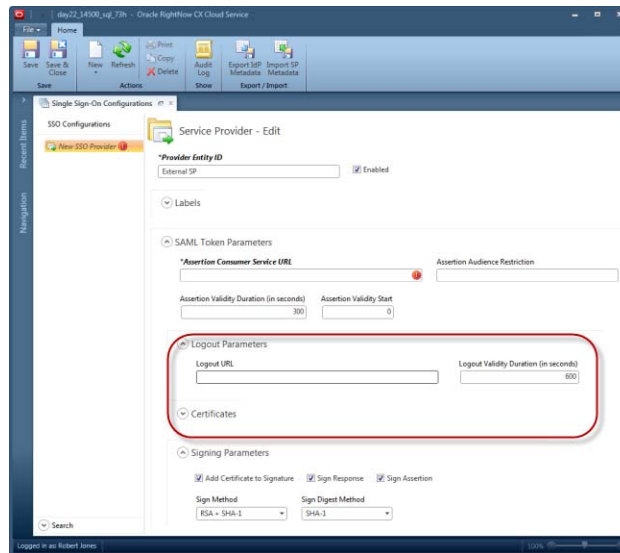 day22_14500_sql_73h - Oracle RightNow CX Cloud Service
File Home
Save Save & Close New Refresh Print Copy Delete Audit Log Export IdP Metadata Import SP Metadata
Save Actions Show Export / Import
Single Sign-On Configurations
Recent Items
Navigation
SSO Configurations
New SSO Provider
Search
Service Provider - Edit
*Provider Entity ID
External SP Enabled
Labels
SAML Token Parameters
*Assertion Consumer Service URL Assertion Audience Restriction
Assertion Validity Duration (in seconds) Assertion Validity Start
300 0
Logout Parameters
Logout URL Logout Validity Duration (in seconds)
600
Certificates
Signing Parameters
Add Certificate to Signature Sign Response Sign Assertion
Sign Method Sign Digest Method
RSA + SHA-1 SHA-1
Logged in as: Robert Jones 100%